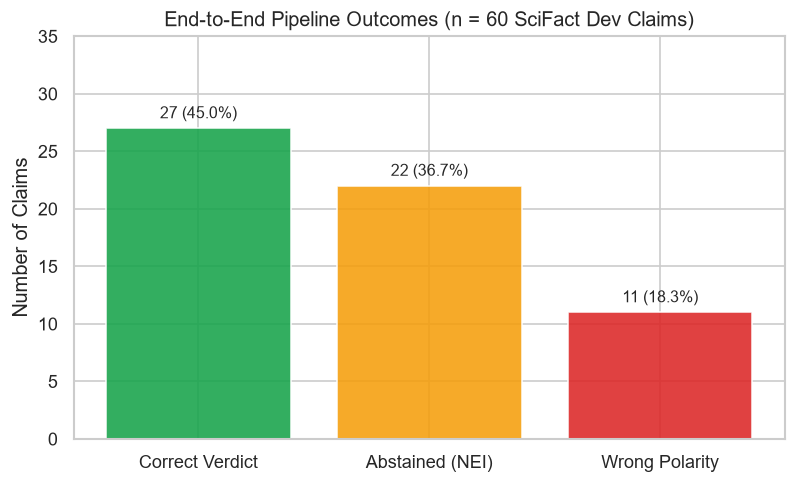 End-to-End Pipeline Outcomes (n = 60 SciFact Dev Claims)
35
30
25
20
15
10
5
0
Number of Claims
27 (45.0%)
22 (36.7%)
11 (18.3%)
Correct Verdict
Abstained (NEI)
Wrong Polarity